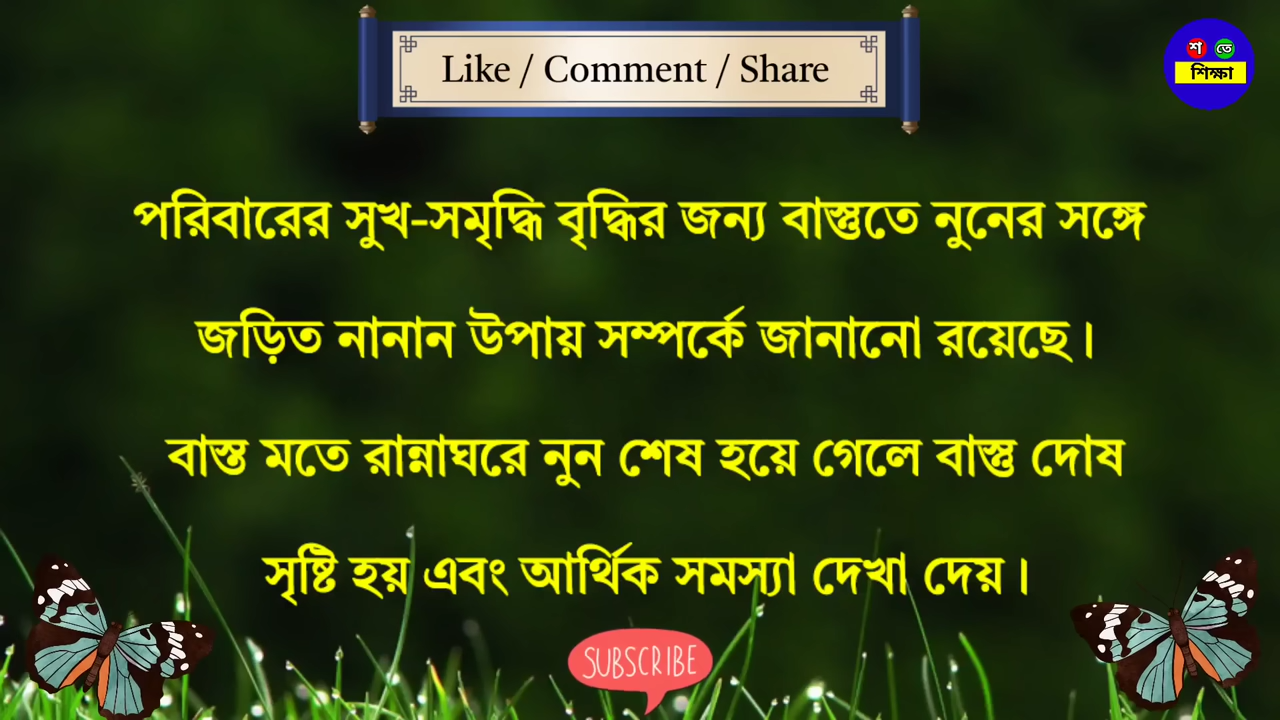 Like / Comment / Share
শ তে
শিক্ষা
পরিবারের সুখ-সমৃদ্ধি বৃদ্ধির জন্য বাস্তুতে নুনের সঙ্গে
জড়িত নানান উপায় সম্পর্কে জানানো রয়েছে।
বাস্ত মতে রান্নাঘরে নুন শেষ হয়ে গেলে বাস্তু দোষ
সৃষ্টি হয় এবং আর্থিক সমস্যা দেখা দেয়।
SUBSCRIBE